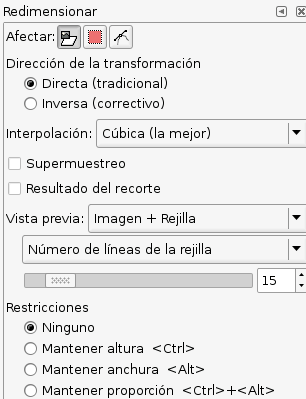 Redimensionar
Afectar:
Dirección de la transformación
Directa (tradicional)
Inversa (correctivo)
Interpolación: Cúbica (la mejor)
Supermuestreo
Resultado del recorte
Vista previa: Imagen + Rejilla
Número de líneas de la rejilla
15
Restricciones
Ninguno
Mantener altura <Ctrl>
Mantener anchura <Alt>
Mantener proporción <Ctrl>+<Alt>